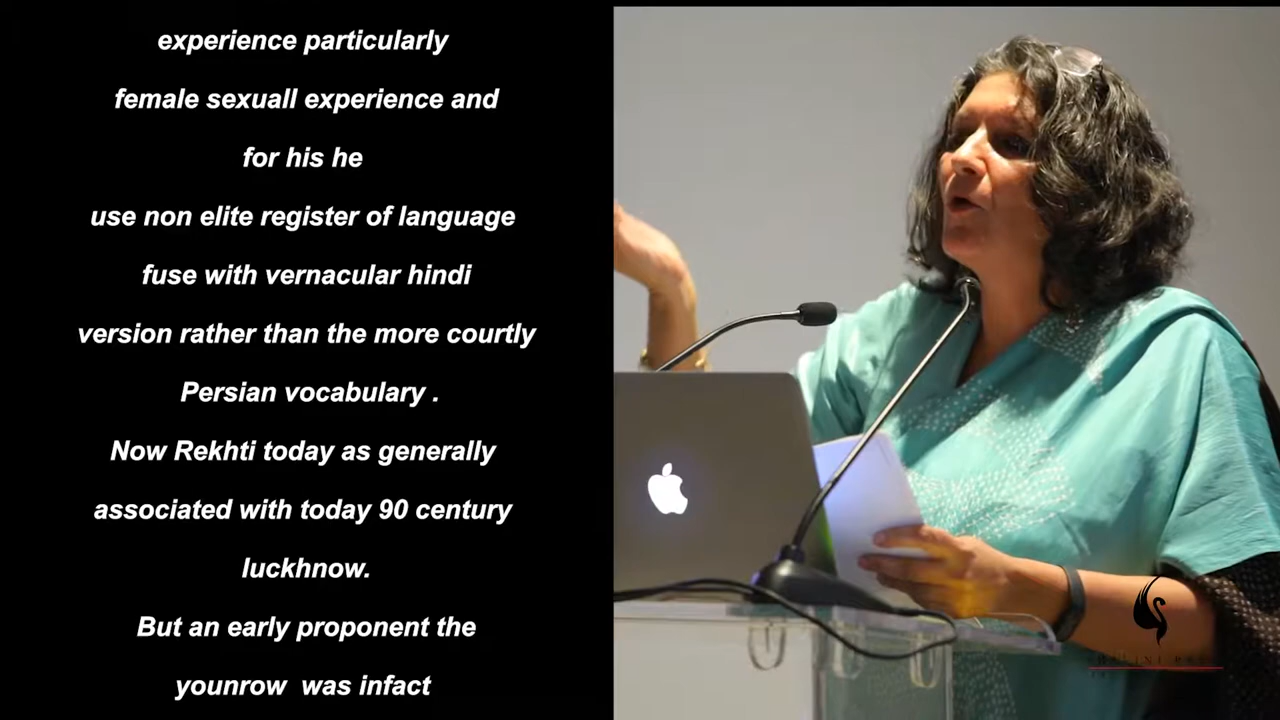 experience particularly
female sexuall experience and
for his he
use non elite register of language
fuse with vernacular hindi
version rather than the more courtly
Persian vocabulary .
Now Rekhti today as generally
associated with today 90 century
luckhnow.
But an early proponent the
younrow was infact